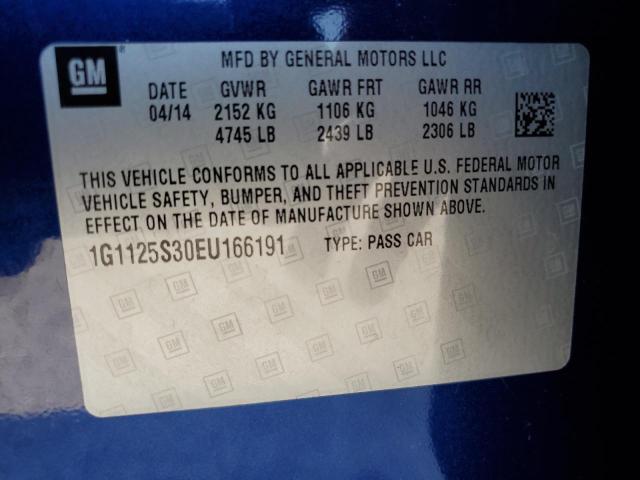 GM ®
MFD BY GENERAL MOTORS LLC
DATE GVWR GAWR FRT GAWR RR
04/14 2152 KG 1106 KG 1046 KG
4745 LB 2439 LB 2306 LB
THIS VEHICLE CONFORMS TO ALL APPLICABLE U.S. FEDERAL MOTOR
VEHICLE SAFETY, BUMPER, AND THEFT PREVENTION STANDARDS IN
EFFECT ON THE DATE OF MANUFACTURE SHOWN ABOVE.
1G1125S30EU166191 TYPE: PASS CAR